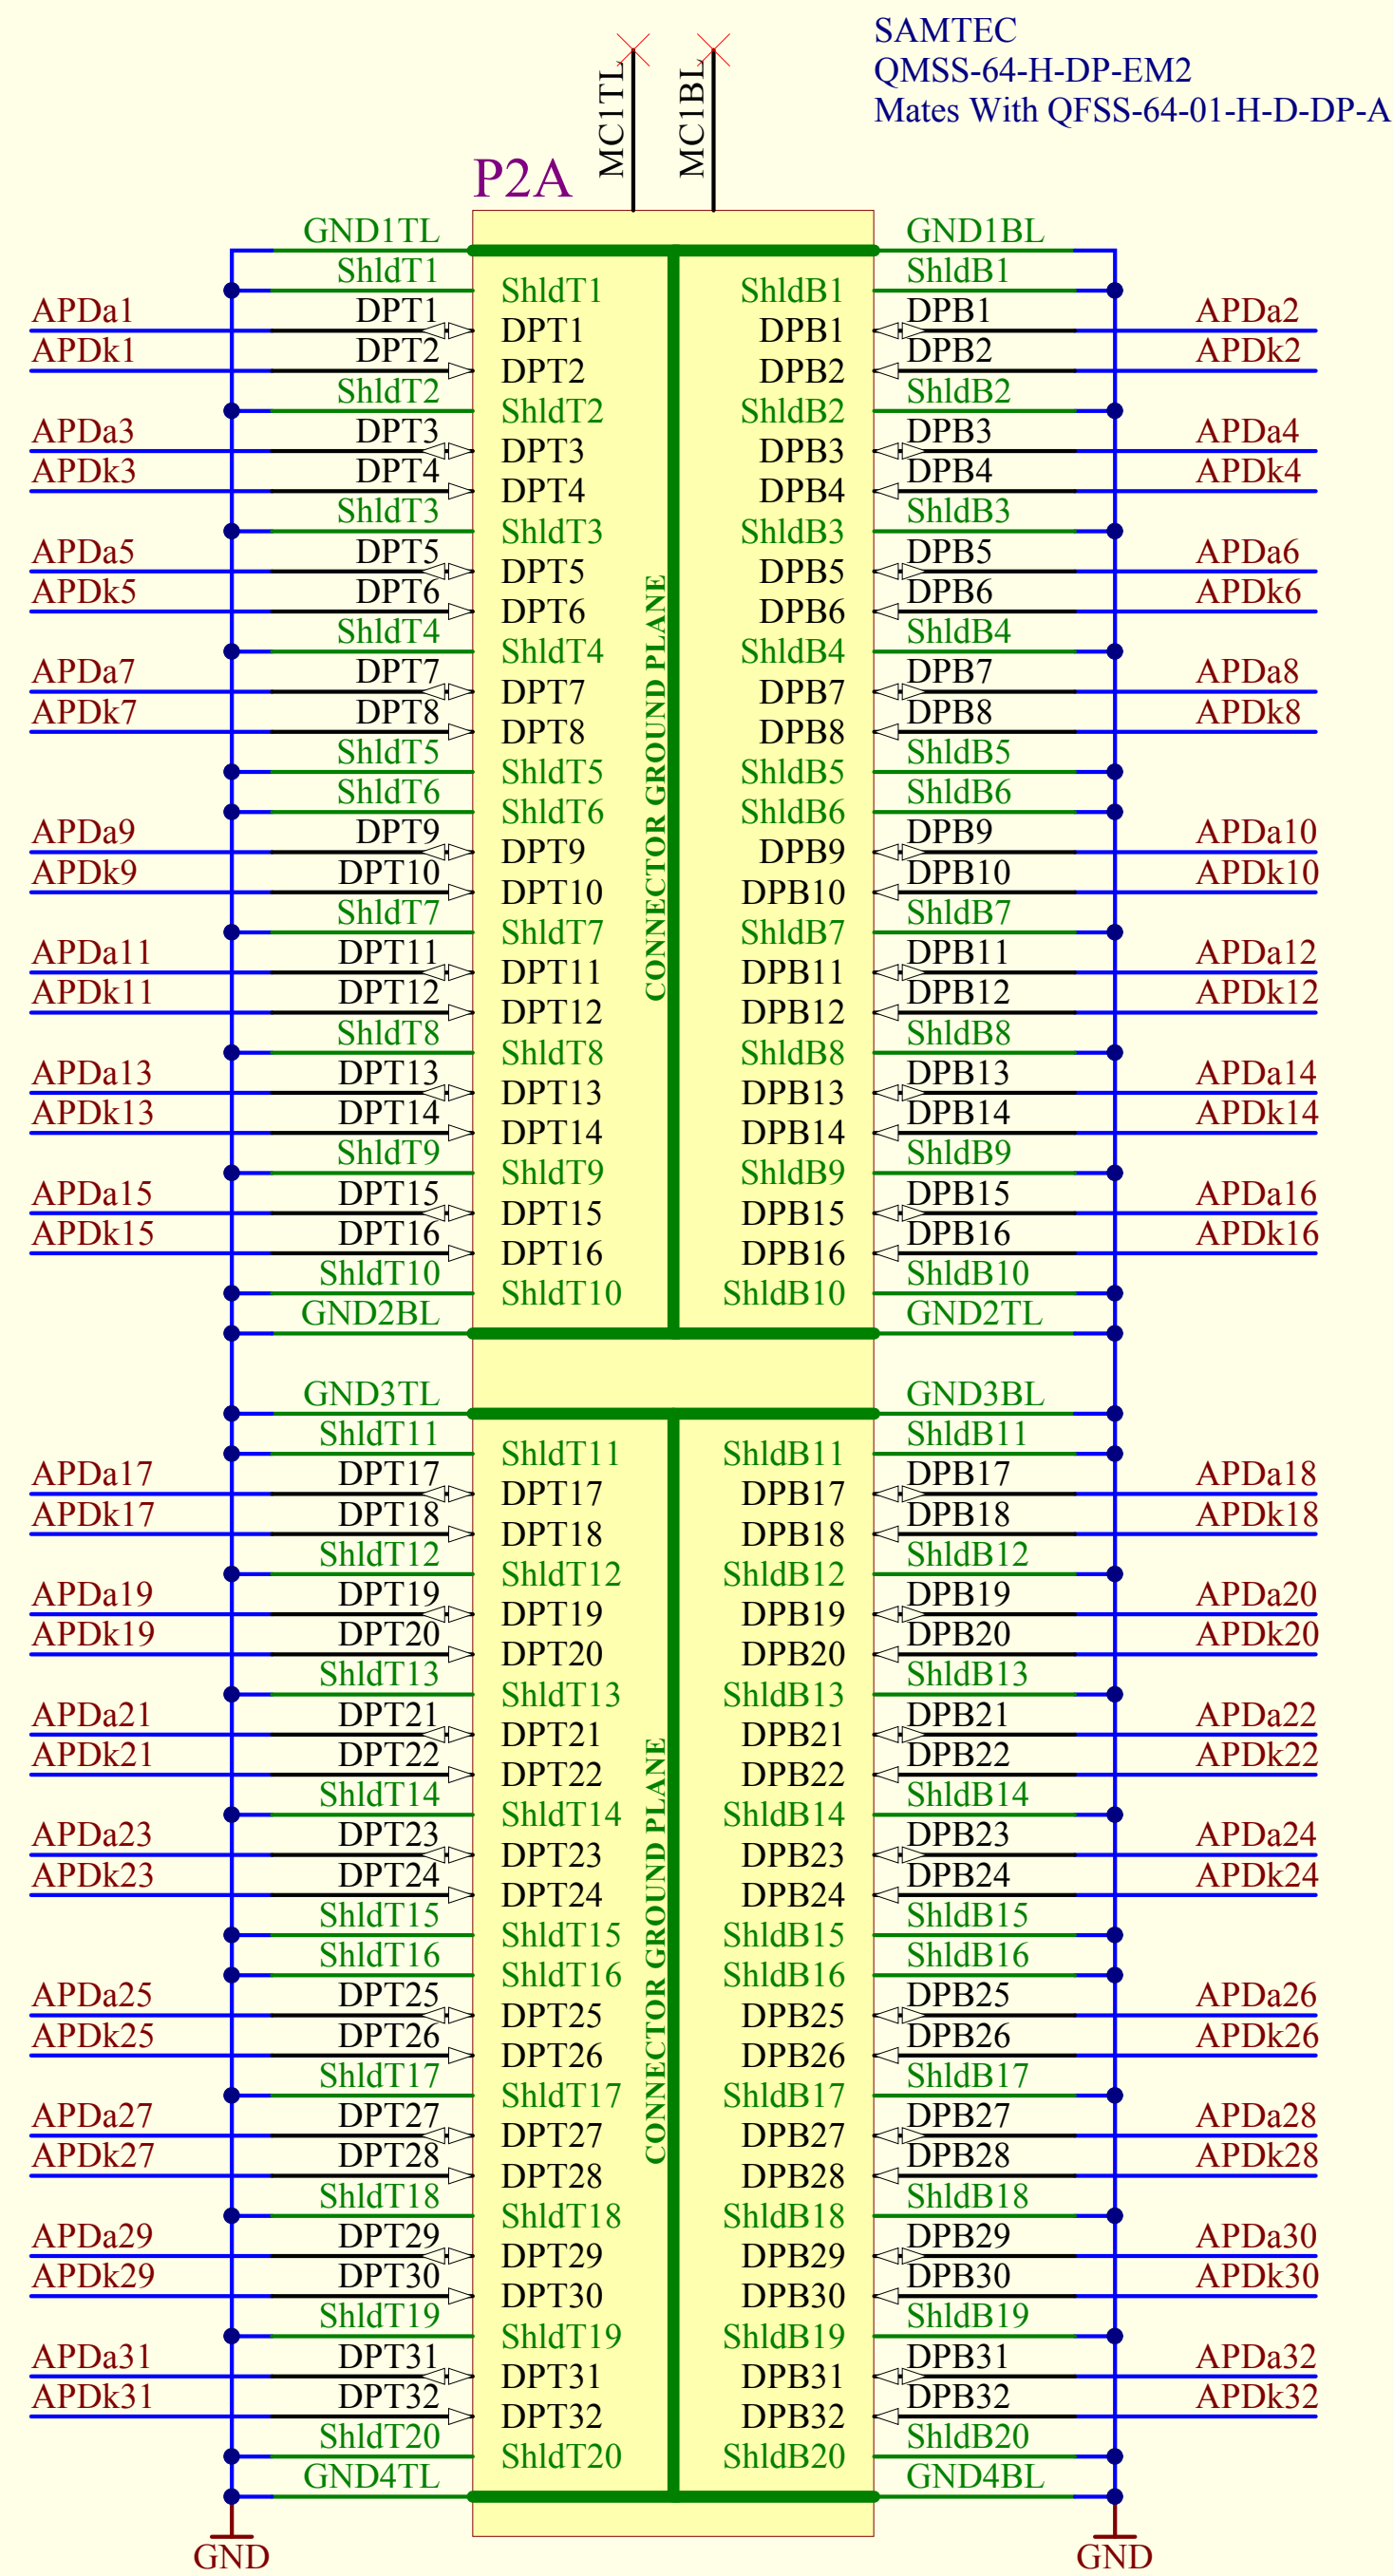 SAMTEC
QMSS-64-H-DP-EM2
Mates With QFSS-64-01-H-D-DP-A
MC1TL MC1BL
P2A
GND1TL GND1BL
ShldT1 ShldT1 ShldB1 ShldB1
APDa1 DPT1 DPT1 DPB1 DPB1 APDa2
APDk1 DPT2 DPT2 DPB2 DPB2 APDk2
ShldT2 ShldT2 ShldB2 ShldB2
APDa3 DPT3 DPT3 DPB3 DPB3 APDa4
APDk3 DPT4 DPT4 DPB4 DPB4 APDk4
ShldT3 ShldT3 ShldB3 ShldB3
APDa5 DPT5 DPT5 DPB5 DPB5 APDa6
APDk5 DPT6 DPT6 DPB6 DPB6 APDk6
ShldT4 ShldT4 ShldB4 ShldB4
APDa7 DPT7 DPT7 DPB7 DPB7 APDa8
APDk7 DPT8 DPT8 DPB8 DPB8 APDk8
ShldT5 ShldT5 ShldB5 ShldB5
ShldT6 ShldT6 ShldB6 ShldB6
APDa9 DPT9 DPT9 DPB9 DPB9 APDa10
APDk9 DPT10 DPT10 DPB10 DPB10 APDk10
ShldT7 ShldT7 ShldB7 ShldB7
APDa11 DPT11 DPT11 DPB11 DPB11 APDa12
APDk11 DPT12 DPT12 DPB12 DPB12 APDk12
ShldT8 ShldT8 ShldB8 ShldB8
APDa13 DPT13 DPT13 DPB13 DPB13 APDa14
APDk13 DPT14 DPT14 DPB14 DPB14 APDk14
ShldT9 ShldT9 ShldB9 ShldB9
APDa15 DPT15 DPT15 DPB15 DPB15 APDa16
APDk15 DPT16 DPT16 DPB16 DPB16 APDk16
ShldT10 ShldT10 ShldB10 ShldB10
GND2BL GND2TL
CONNECTOR GROUND PLANE
GND3TL GND3BL
ShldT11 ShldT11 ShldB11 ShldB11
APDa17 DPT17 DPT17 DPB17 DPB17 APDa18
APDk17 DPT18 DPT18 DPB18 DPB18 APDk18
ShldT12 ShldT12 ShldB12 ShldB12
APDa19 DPT19 DPT19 DPB19 DPB19 APDa20
APDk19 DPT20 DPT20 DPB20 DPB20 APDk20
ShldT13 ShldT13 ShldB13 ShldB13
APDa21 DPT21 DPT21 DPB21 DPB21 APDa22
APDk21 DPT22 DPT22 DPB22 DPB22 APDk22
ShldT14 ShldT14 ShldB14 ShldB14
APDa23 DPT23 DPT23 DPB23 DPB23 APDa24
APDk23 DPT24 DPT24 DPB24 DPB24 APDk24
ShldT15 ShldT15 ShldB15 ShldB15
ShldT16 ShldT16 ShldB16 ShldB16
APDa25 DPT25 DPT25 DPB25 DPB25 APDa26
APDk25 DPT26 DPT26 DPB26 DPB26 APDk26
ShldT17 ShldT17 ShldB17 ShldB17
APDa27 DPT27 DPT27 DPB27 DPB27 APDa28
APDk27 DPT28 DPT28 DPB28 DPB28 APDk28
ShldT18 ShldT18 ShldB18 ShldB18
APDa29 DPT29 DPT29 DPB29 DPB29 APDa30
APDk29 DPT30 DPT30 DPB30 DPB30 APDk30
ShldT19 ShldT19 ShldB19 ShldB19
APDa31 DPT31 DPT31 DPB31 DPB31 APDa32
APDk31 DPT32 DPT32 DPB32 DPB32 APDk32
ShldT20 ShldT20 ShldB20 ShldB20
GND4TL GND4BL
CONNECTOR GROUND PLANE
GND GND